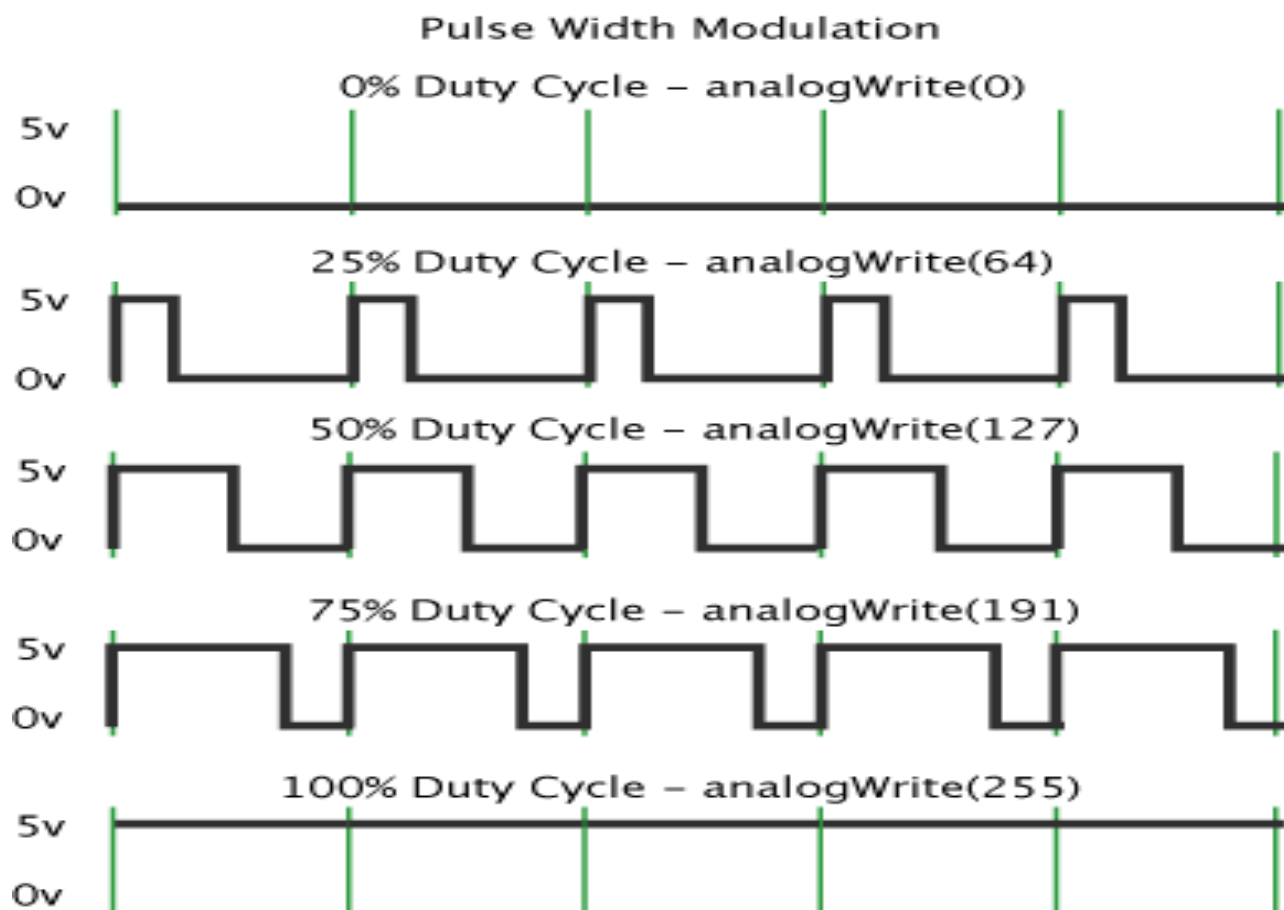 Pulse Width Modulation
0% Duty Cycle – analogWrite(0)
5v
0v
25% Duty Cycle – analogWrite(64)
5v
0v
50% Duty Cycle – analogWrite(127)
5v
0v
75% Duty Cycle – analogWrite(191)
5v
0v
100% Duty Cycle – analogWrite(255)
5v
0v